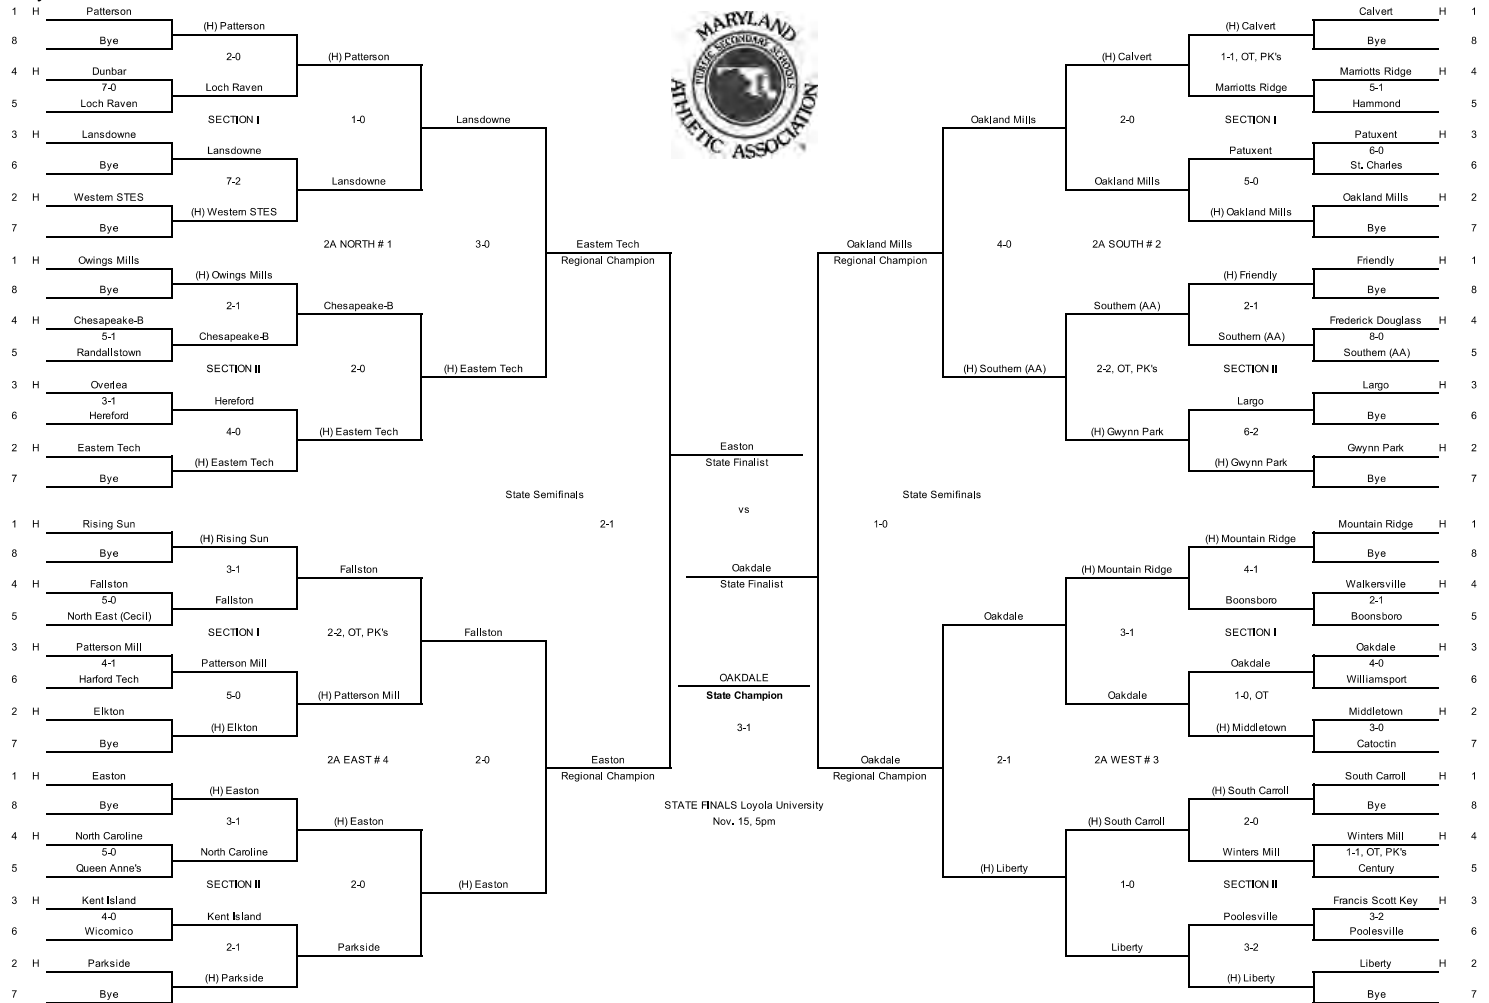 1 H Patterson
8 Bye
(H) Patterson
2-0
4 H Dunbar
7-0
5 Loch Raven
Loch Raven
SECTION I
(H) Patterson
1-0
3 H Lansdowne
6 Bye
Lansdowne
7-2
2 H Western STES
7 Bye
(H) Western STES
Lansdowne
Lansdowne
2A NORTH # 1
3-0
1 H Owings Mills
8 Bye
(H) Owings Mills
2-1
4 H Chesapeake-B
5-1
5 Randallstown
Chesapeake-B
SECTION II
Chesapeake-B
2-0
3 H Overlea
3-1
6 Hereford
Hereford
4-0
2 H Eastern Tech
7 Bye
(H) Eastern Tech
(H) Eastern Tech
(H) Eastern Tech
Eastern Tech
Regional Champion
State Semifinals
2-1
1 H Rising Sun
8 Bye
(H) Rising Sun
3-1
4 H Fallston
5-0
5 North East (Cecil)
Fallston
SECTION I
Fallston
2-2, OT, PK's
3 H Patterson Mill
4-1
6 Harford Tech
Patterson Mill
5-0
2 H Elkton
7 Bye
(H) Elkton
(H) Patterson Mill
Fallston
2A EAST # 4
2-0
1 H Easton
8 Bye
(H) Easton
3-1
4 H North Caroline
5-0
5 Queen Anne's
North Caroline
SECTION II
(H) Easton
2-0
3 H Kent Island
4-0
6 Wicomico
Kent Island
2-1
2 H Parkside
7 Bye
(H) Parkside
Parkside
(H) Easton
Easton
Regional Champion
MARYLAND
PUBLIC SECONDARY SCHOOLS
ATHLETIC ASSOCIATION
Easton
State Finalist
vs
Oakdale
State Finalist
OAKDALE
State Champion
3-1
STATE FINALS Loyola University
Nov. 15, 5pm
Calvert H 1
Bye 8
(H) Calvert
1-1, OT, PK's
Marriotts Ridge H 4
5-1
Hammond 5
Marriotts Ridge
SECTION I
(H) Calvert
2-0
Patuxent H 3
6-0
St. Charles 6
Patuxent
5-0
Oakland Mills H 2
Bye 7
(H) Oakland Mills
Oakland Mills
Oakland Mills
4-0
2A SOUTH # 2
Friendly H 1
Bye 8
(H) Friendly
2-1
Frederick Douglass H 4
8-0
Southern (AA) 5
Southern (AA)
SECTION II
Southern (AA)
2-2, OT, PK's
Largo H 3
Bye 6
Largo
6-2
Gwynn Park H 2
Bye 7
(H) Gwynn Park
(H) Gwynn Park
(H) Southern (AA)
Oakland Mills
Regional Champion
State Semifinals
1-0
Mountain Ridge H 1
Bye 8
(H) Mountain Ridge
4-1
Walkersville H 4
2-1
Boonsboro 5
Boonsboro
SECTION I
(H) Mountain Ridge
3-1
Oakdale H 3
4-0
Williamsport 6
Oakdale
1-0, OT
Middletown H 2
3-0
Catoctin 7
(H) Middletown
Oakdale
Oakdale
2-1
2A WEST # 3
South Carroll H 1
Bye 8
(H) South Carroll
2-0
Winters Mill H 4
1-1, OT, PK's
Century 5
Winters Mill
SECTION II
(H) South Carroll
1-0
Francis Scott Key H 3
3-2
Poolesville 6
Poolesville
3-2
Liberty H 2
Bye 7
(H) Liberty
Liberty
(H) Liberty
Oakdale
Regional Champion